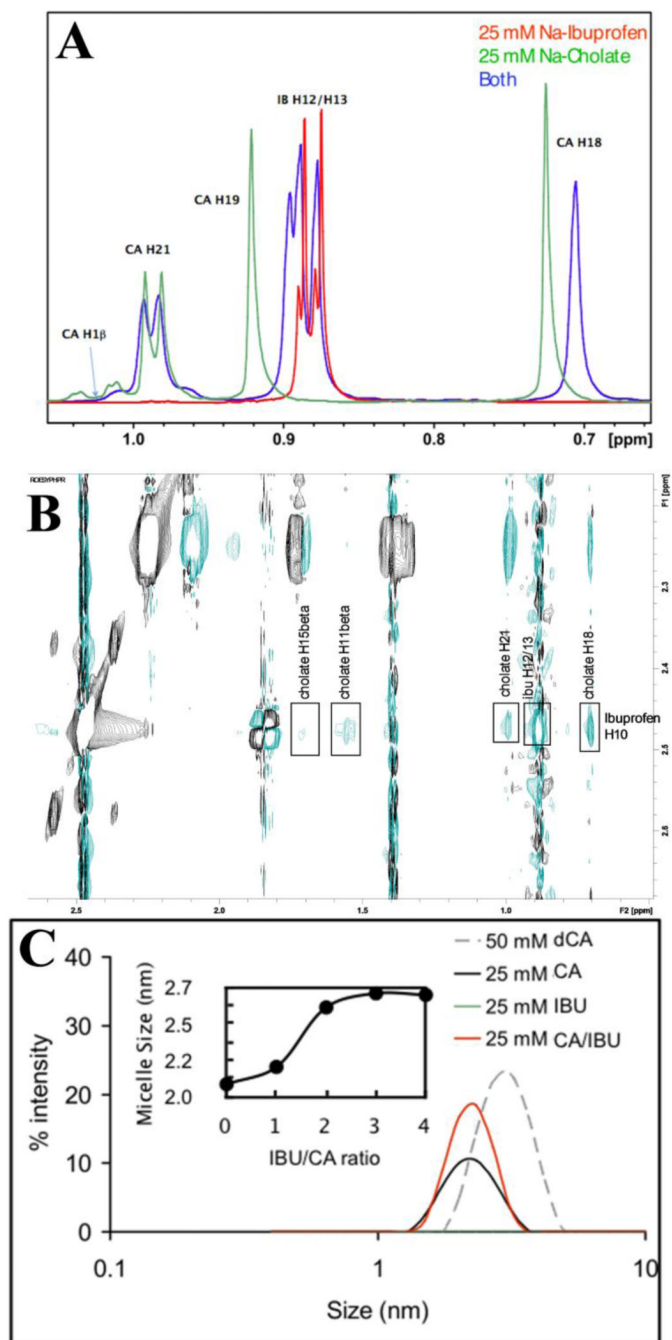 A
25 mM Na-Ibuprofen
25 mM Na-Cholate
Both
IB H12/H13
CA H18
CA H19
CA H21
CA H1β
1.0
0.9
0.8
0.7
[ppm]
B
ROESYPHPR
F1 [ppm]
2.3
2.4
2.5
2.6
cholate H15beta
cholate H11beta
cholate H21
ibu H12/13
cholate H18
Ibuprofen
H10
2.5
2.0
1.5
1.0
F2 [ppm]
C
50 mM dCA
25 mM CA
25 mM IBU
25 mM CA/IBU
% intensity
40
30
20
10
0
Micelle Size (nm)
2.7
2.5
2.2
2.0
0 1 2 3 4
IBU/CA ratio
0.1
1
10
Size (nm)